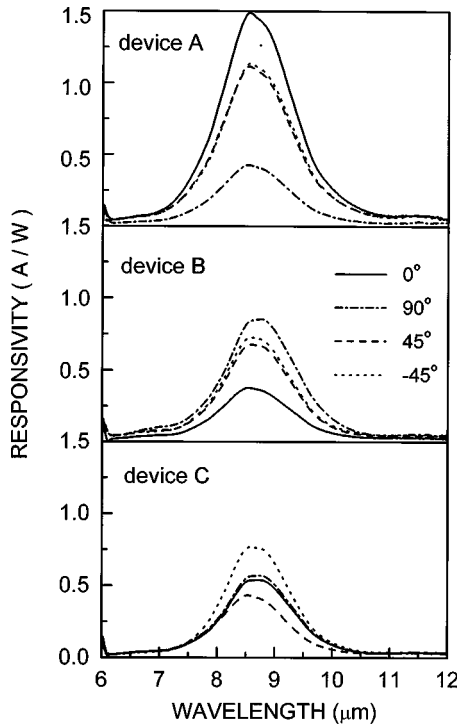 RESPONSIVITY ( A / W )
1.5
device A
1.0
0.5
1.5
device B
0°
90°
45°
-45°
1.0
0.5
1.5
device C
1.0
0.5
0.0
6 7 8 9 10 11 12
WAVELENGTH (μm)